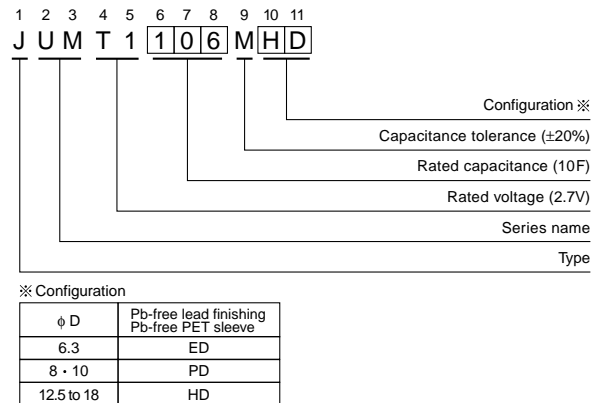 1 2 3 4 5 6 7 8 9 10 11
J U M T 1 1 0 6 M H D
Configuration ※
Capacitance tolerance (±20%)
Rated capacitance (10F)
Rated voltage (2.7V)
Series name
Type
※ Configuration
ϕ D Pb-free lead finishing
Pb-free PET sleeve
6.3 ED
8 • 10 PD
12.5 to 18 HD